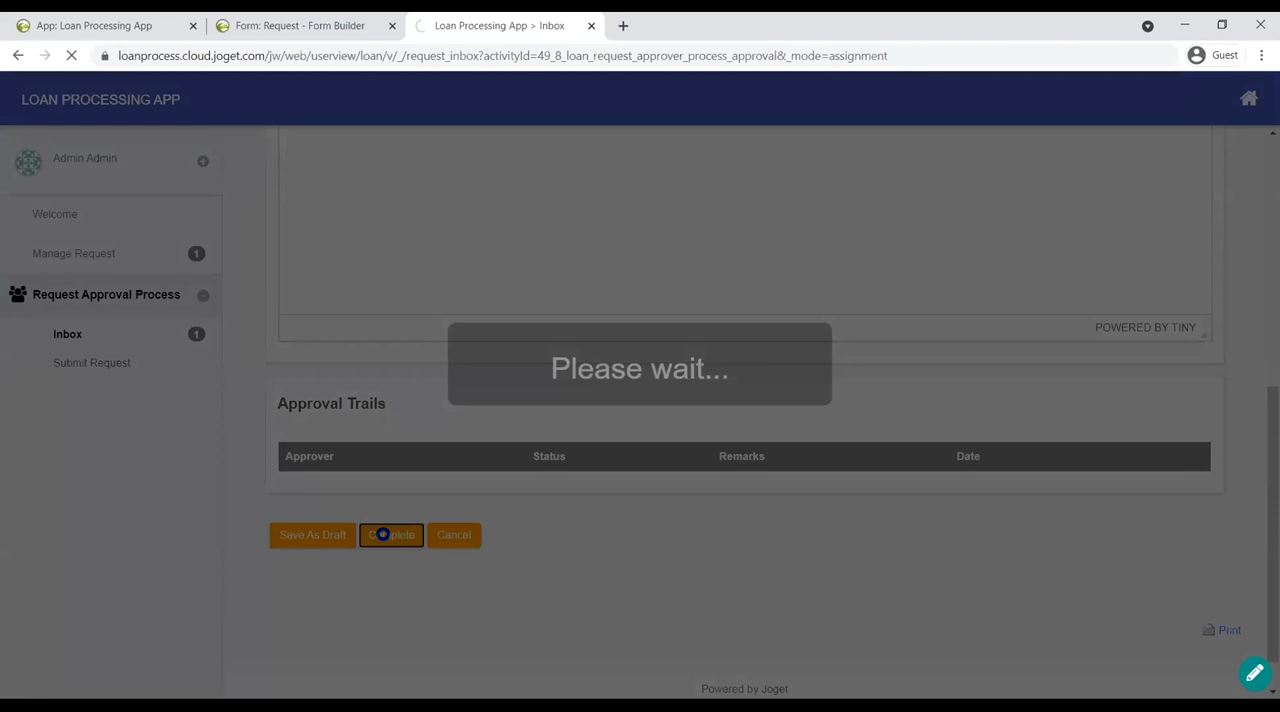 App: Loan Processing App
Form: Request - Form Builder
Loan Processing App > Inbox
loanprocess.cloud.joget.com/jw/web/userview/loan/v/_/request_inbox?activityId=49_8_loan_request_approver_process_approval&_mode=assignment
Guest
LOAN PROCESSING APP
Admin Admin
Welcome
Manage Request 1
Request Approval Process
Inbox 1
Submit Request
POWERED BY TINY
Please wait...
Approval Trails
Approver Status Remarks Date
Save As Draft Complete Cancel
Print
Powered by Joget